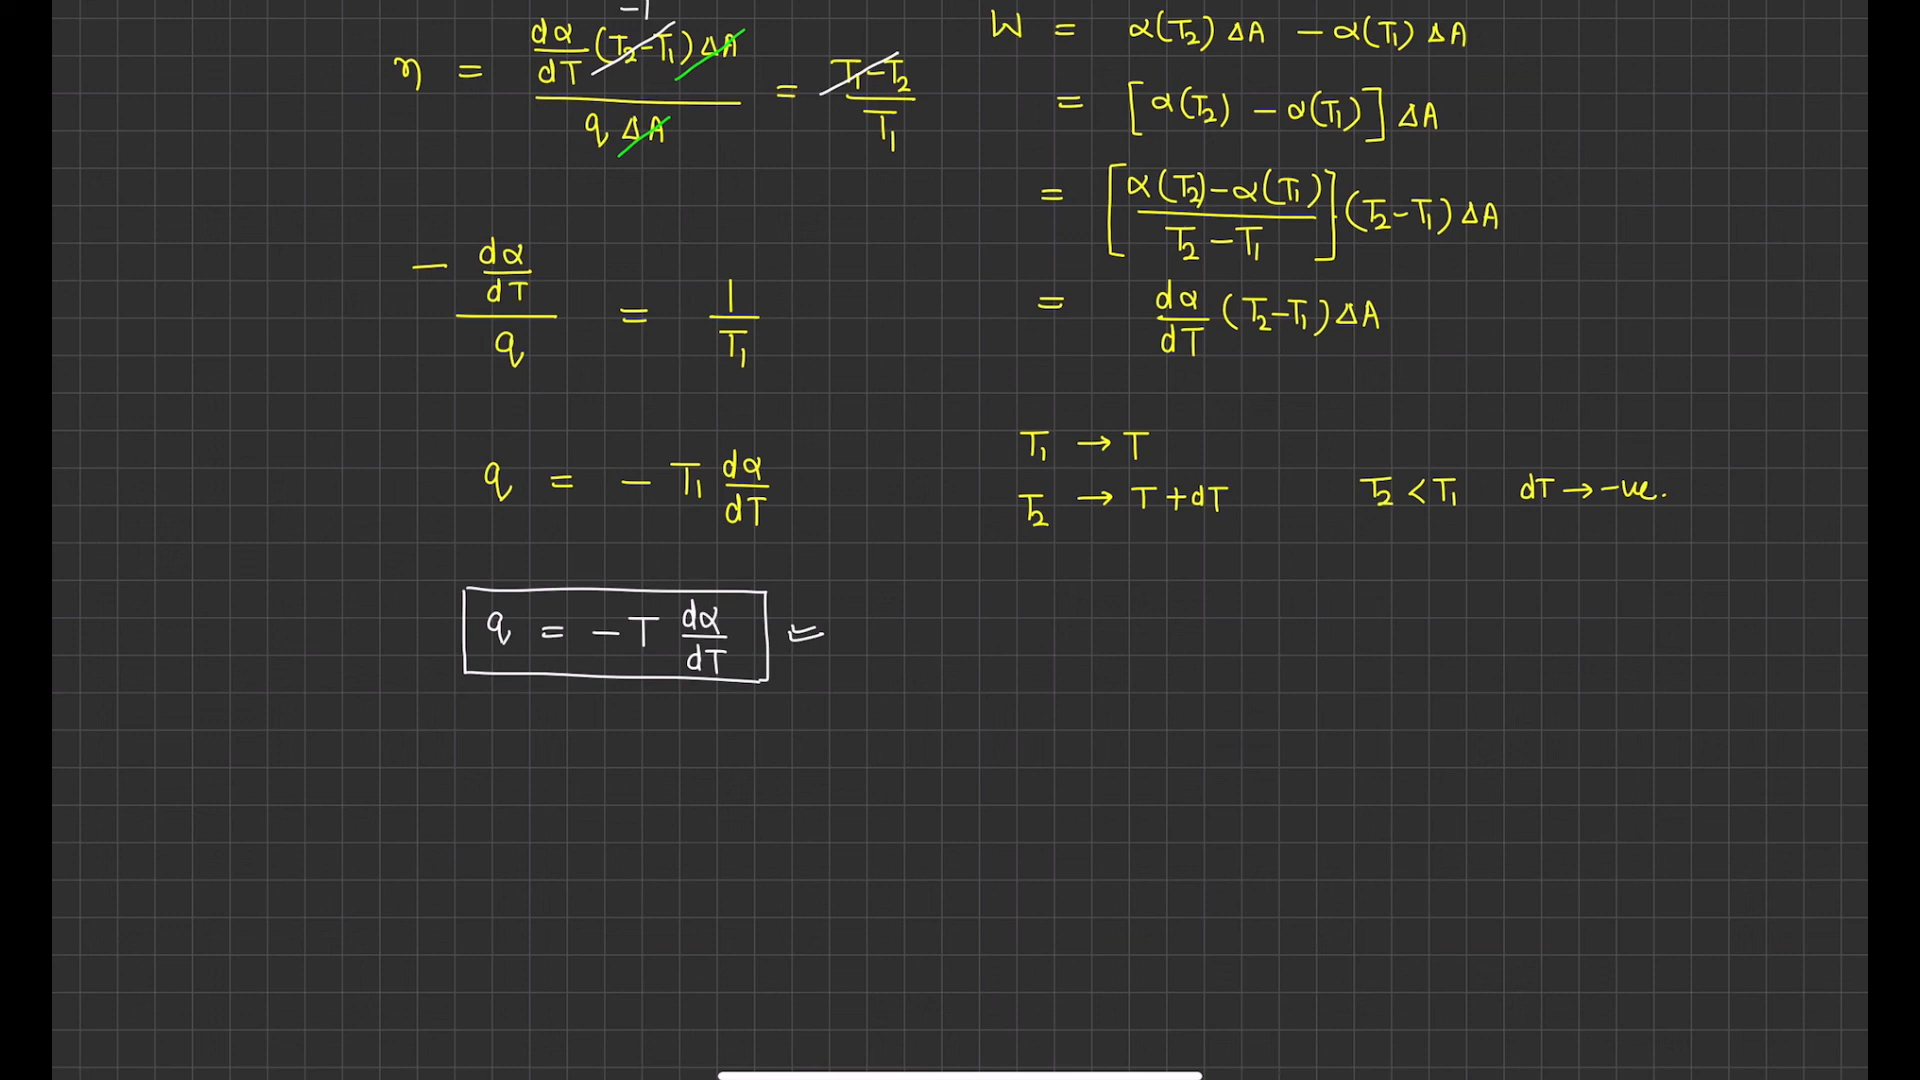 η = dα/dT (T₂-T₁) ΔA / q ΔA = T₁-T₂ / T₁
-1
- dα/dT / q = 1/T₁
q = - T₁ dα/dT
q = - T dα/dT
W = α(T₂) ΔA - α(T₁) ΔA
= [α(T₂) - α(T₁)] ΔA
= [α(T₂)-α(T₁) / T₂-T₁] (T₂-T₁) ΔA
= dα/dT (T₂-T₁) ΔA
T₁ → T
T₂ → T + dT T₂ < T₁ dT → -ve.